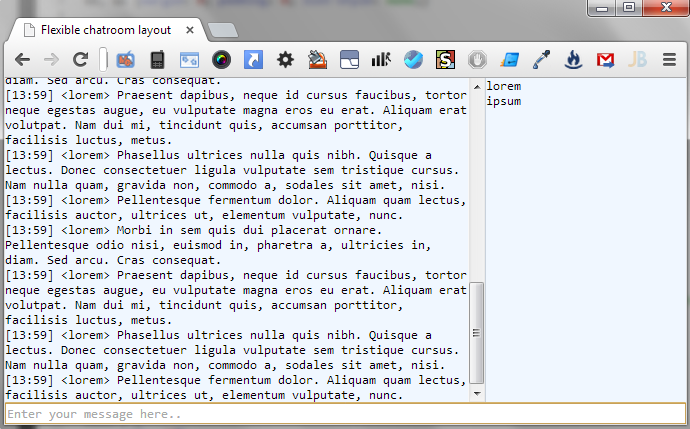 Flexible chatroom layout
diam. Sed arcu. Cras consequat.
[13:59] <lorem> Praesent dapibus, neque id cursus faucibus, tortor
neque egestas augue, eu vulputate magna eros eu erat. Aliquam erat
volutpat. Nam dui mi, tincidunt quis, accumsan porttitor,
facilisis luctus, metus.
[13:59] <lorem> Phasellus ultrices nulla quis nibh. Quisque a
lectus. Donec consectetuer ligula vulputate sem tristique cursus.
Nam nulla quam, gravida non, commodo a, sodales sit amet, nisi.
[13:59] <lorem> Pellentesque fermentum dolor. Aliquam quam lectus,
facilisis auctor, ultrices ut, elementum vulputate, nunc.
[13:59] <lorem> Morbi in sem quis dui placerat ornare.
Pellentesque odio nisi, euismod in, pharetra a, ultricies in,
diam. Sed arcu. Cras consequat.
[13:59] <lorem> Praesent dapibus, neque id cursus faucibus, tortor
neque egestas augue, eu vulputate magna eros eu erat. Aliquam erat
volutpat. Nam dui mi, tincidunt quis, accumsan porttitor,
facilisis luctus, metus.
[13:59] <lorem> Phasellus ultrices nulla quis nibh. Quisque a
lectus. Donec consectetuer ligula vulputate sem tristique cursus.
Nam nulla quam, gravida non, commodo a, sodales sit amet, nisi.
[13:59] <lorem> Pellentesque fermentum dolor. Aliquam quam lectus,
facilisis auctor, ultrices ut, elementum vulputate, nunc.
lorem
ipsum
Enter your message here..